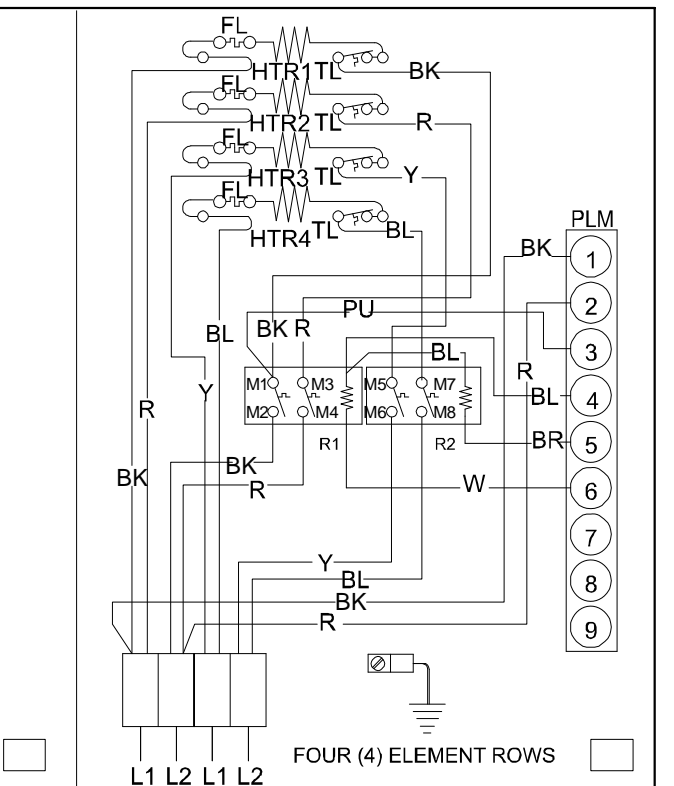 FL
HTR1 TL BK
FL
HTR2 TL R
FL
HTR3 TL Y
FL
HTR4 TL BL
PLM
BK 1
2
PU
BL BK R
3
BL
R
M1 M3 M5 M7
Y
BL 4
R
M2 M4 M6 M8
R1 R2
BR 5
BK
BK
R
W 6
7
Y
BL
8
BK
R
9
L1 L2 L1 L2
FOUR (4) ELEMENT ROWS